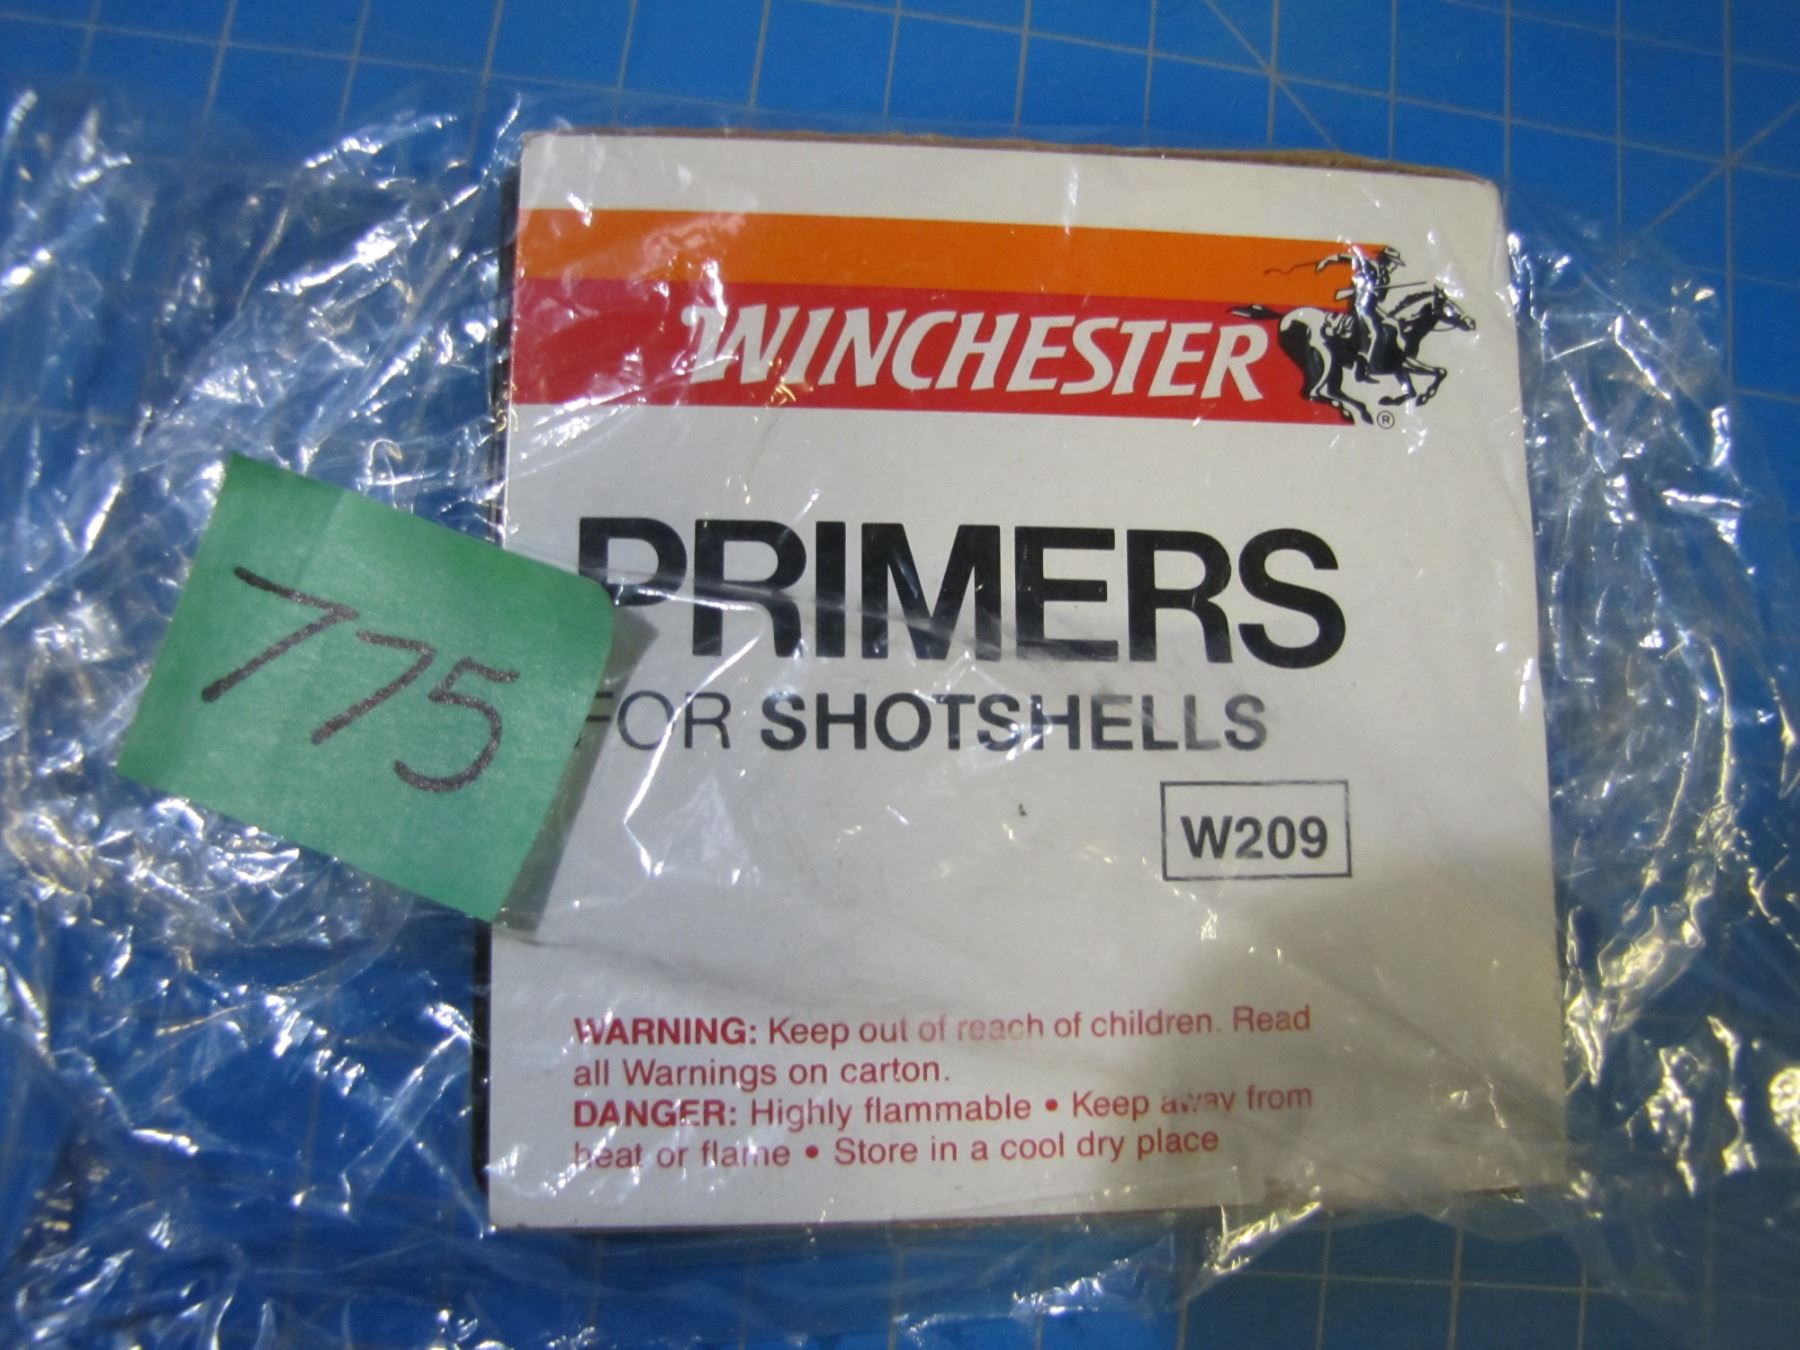 WINCHESTER
®
775
PRIMERS
FOR SHOTSHELLS
W209
WARNING: Keep out of reach of children. Read
all Warnings on carton.
DANGER: Highly flammable • Keep away from
heat or flame • Store in a cool dry place